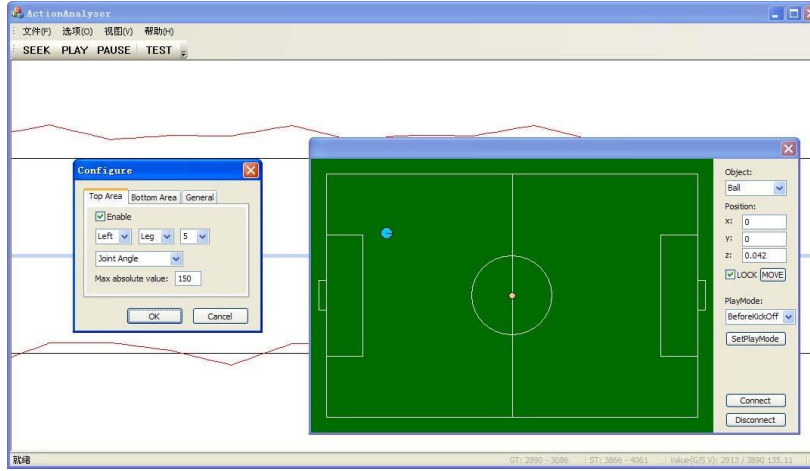 ActionAnalyser
文件(F) 选项(O) 视图(V) 帮助(H)
SEEK PLAY PAUSE TEST
Configure
Top Area Bottom Area General
Enable
Left Leg 5
Joint Angle
Max absolute value: 150
OK Cancel
Object:
Ball
Position:
x: 0
y: 0
z: 0.042
LOCK MOVE
PlayMode:
BeforeKickOff
SetPlayMode
Connect
Disconnect
就绪 GT: 2890 - 3086 ST: 3866 - 4061 Value(G/S V): 2913 / 3890 135.11